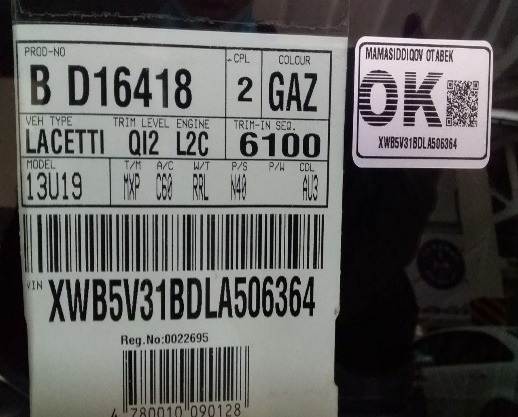 PROD-NO CPL COLOUR
B D16418 2 GAZ
VEH TYPE TRIM LEVEL ENGINE TRIM-IN SEQ.
LACETTI QI2 L2C 6100
MODEL T/M A/C W/T P/S P/W CDL
13U19 MXP C60 RRL N40 AU3
VIN XWB5V31BDLA506364
Reg.No:0022695
4 780010 090128
MAMASIDDIQOV OTABEK
OK
XWB5V31BDLA506364